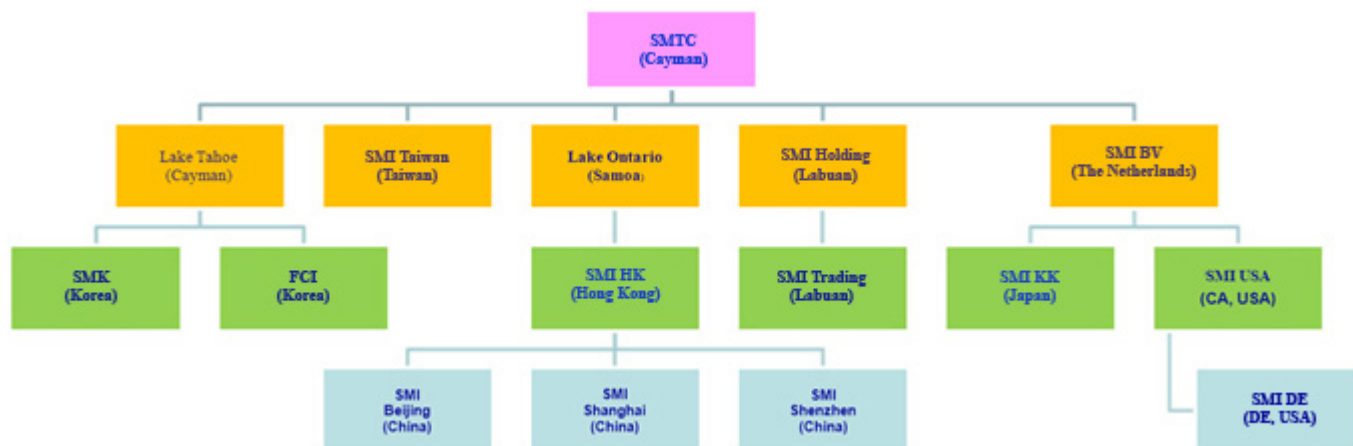 SMTC
(Cayman)
Lake Tahoe
(Cayman)
SMI Taiwan
(Taiwan)
Lake Ontario
(Samoa)
SMI Holding
(Labuan)
SMI BV
(The Netherlands)
SMK
(Korea)
FCI
(Korea)
SMI HK
(Hong Kong)
SMI Trading
(Labuan)
SMI KK
(Japan)
SMI USA
(CA, USA)
SMI
Beijing
(China)
SMI
Shanghai
(China)
SMI
Shenzhen
(China)
SMI DE
(DE, USA)